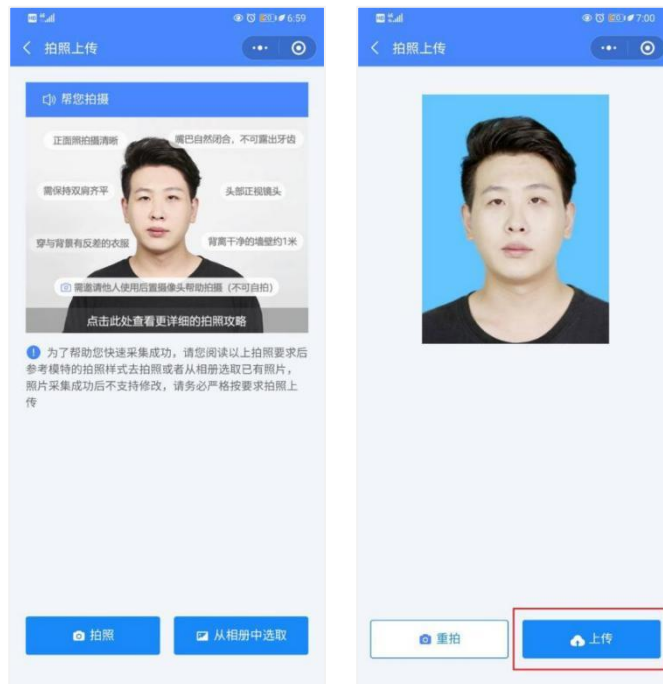 6:59
拍照上传
帮您拍摄
正面照拍摄清晰
嘴巴自然闭合，不可露出牙齿
需保持双肩齐平
头部正视镜头
穿与背景有反差的衣服
背离干净的墙壁约1米
需邀请他人使用后置摄像头帮助拍摄（不可自拍）
点击此处查看更详细的拍照攻略
为了帮助您快速采集成功，请您阅读以上拍照要求后
参考模特的拍照样式去拍照或者从相册选取已有照片，
照片采集成功后不支持修改，请务必严格按要求拍照上
传
拍照
从相册中选取
7:00
拍照上传
重拍
上传